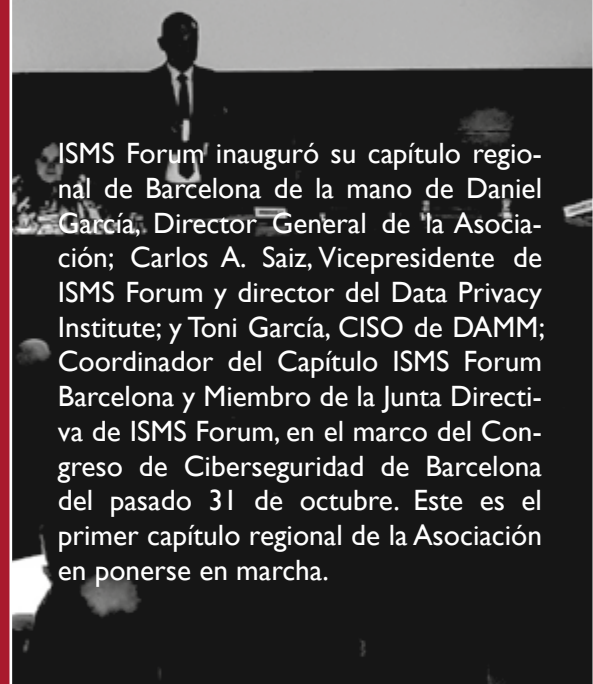 ISMS Forum inauguró su capítulo regio-
nal de Barcelona de la mano de Daniel
García, Director General de la Asocia-
ción; Carlos A. Saiz, Vicepresidente de
ISMS Forum y director del Data Privacy
Institute; y Toni García, CISO de DAMM;
Coordinador del Capítulo ISMS Forum
Barcelona y Miembro de la Junta Directi-
va de ISMS Forum, en el marco del Con-
greso de Ciberseguridad de Barcelona
del pasado 31 de octubre. Este es el
primer capítulo regional de la Asociación
en ponerse en marcha.